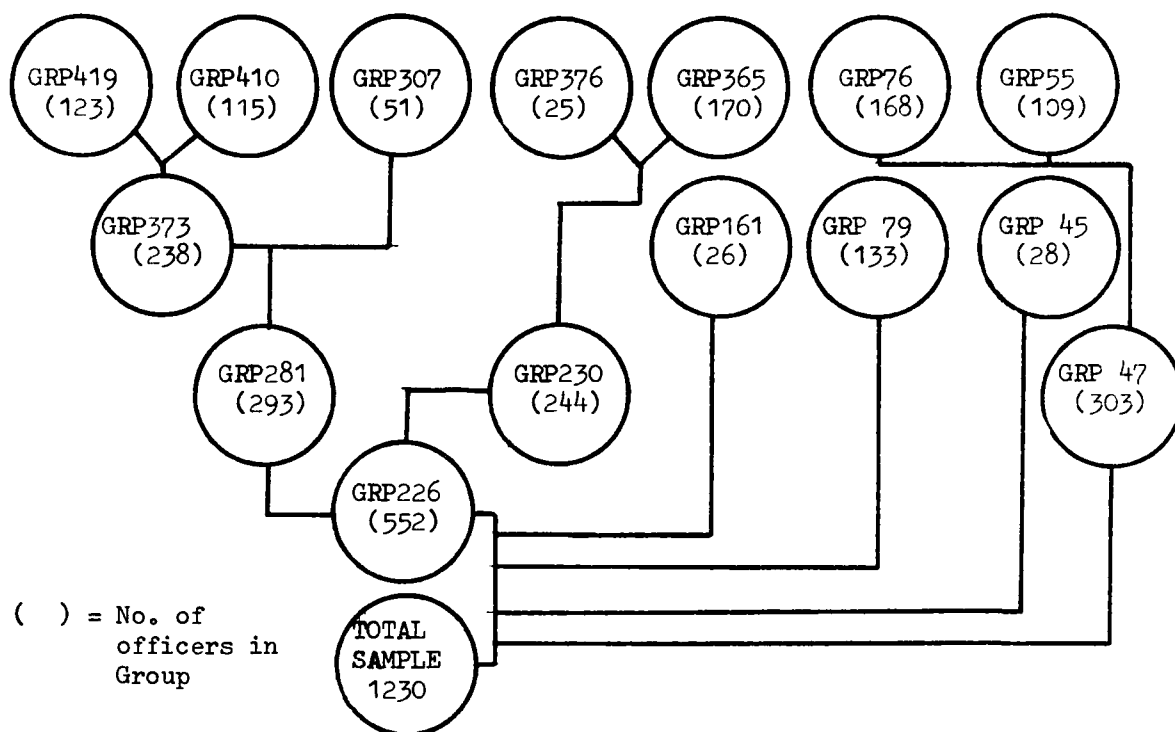 GRP419
(123)
GRP410
(115)
GRP307
(51)
GRP376
(25)
GRP365
(170)
GRP76
(168)
GRP55
(109)
GRP373
(238)
GRP161
(26)
GRP 79
(133)
GRP 45
(28)
GRP281
(293)
GRP230
(244)
GRP 47
(303)
GRP226
(552)
( ) = No. of
officers in
Group
TOTAL
SAMPLE
1230